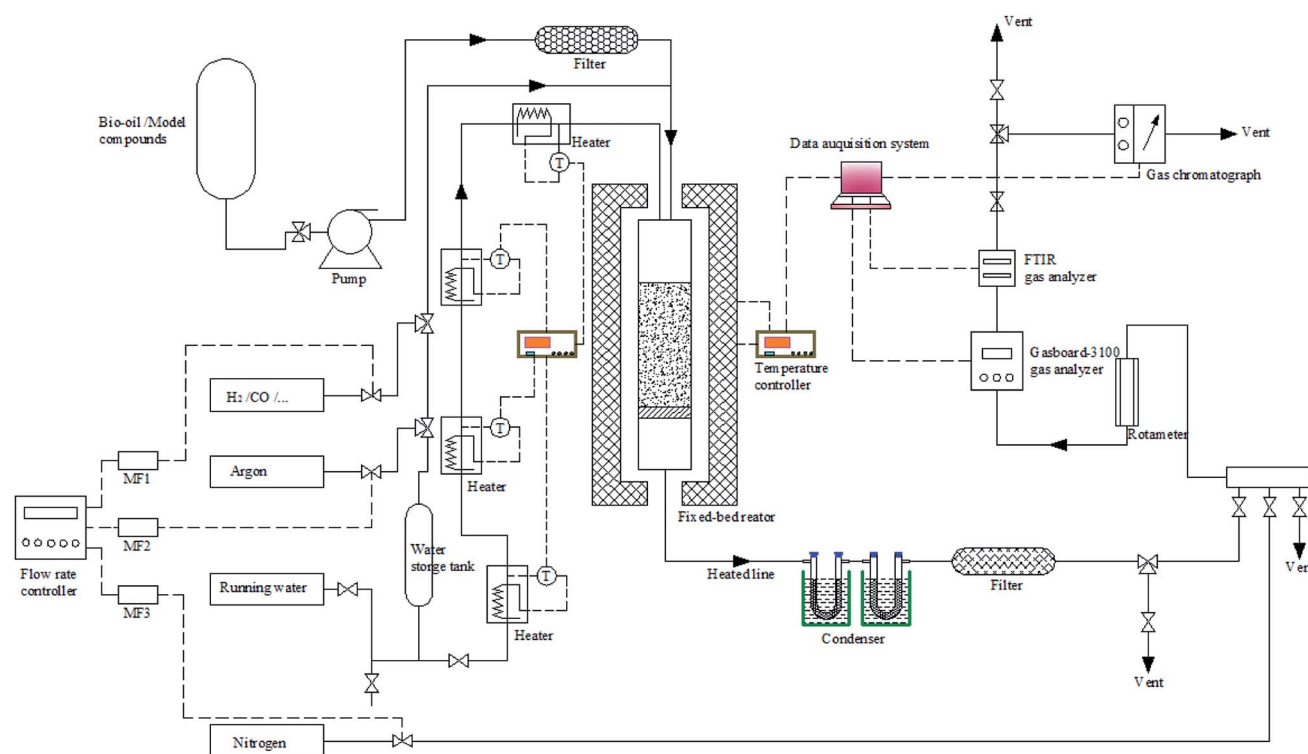 Vent
Filter
Bio-oil /Model
compounds
Heater
T
Data auquisition system
Vent
Gas chromatograph
Pump
T
FTIR
gas analyzer
Gasboard-3100
gas analyzer
Temperature
controller
H2 /CO /...
T
Rotameter
Argon
MF1
Heater
Fixed-bed reator
MF2
Water
storge tank
Flow rate
controller
Running water
MF3
T
Heater
Heated line
Filter
Condenser
Ven
Vent
Nitrogen